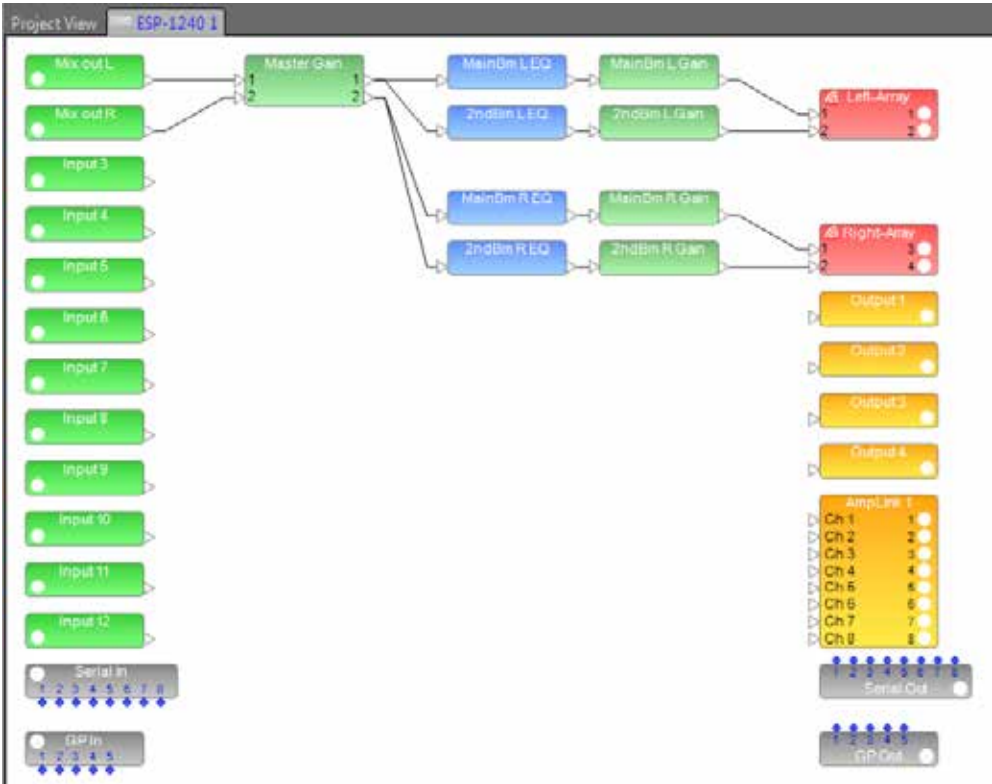 Project View ESP-1240 1
Mix out L
Master Gain
1 1
2 2
MainBm L EQ
MainBm L Gain
Left-Array
1 1
2 2
Mix out R
2ndBm L EQ
2ndBm L Gain
Input 3
Input 4
MainBm R EQ
MainBm R Gain
Right-Array
1 3
2 4
Input 5
2ndBm R EQ
2ndBm R Gain
Input 6
Output 1
Input 7
Output 2
Input 8
Output 3
Input 9
Output 4
Input 10
AmpLink 1
Ch 1 1
Ch 2 2
Ch 3 3
Ch 4 4
Ch 5 5
Ch 6 6
Ch 7 7
Ch 8 8
Input 11
Input 12
Serial In
1 2 3 4 5 6 7 8
1 2 3 4 5 6 7 8
Serial Out
GP In
1 2 3 4 5
1 2 3 4 5
GP Out